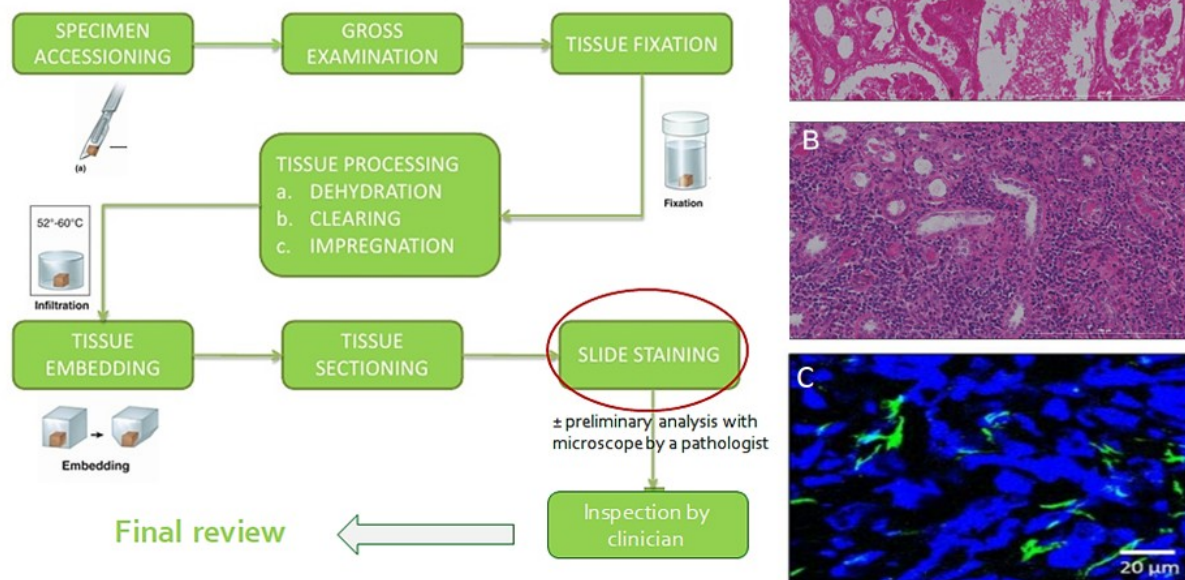 SPECIMEN
ACCESSIONING
GROSS
EXAMINATION
TISSUE FIXATION
(a)
Fixation
TISSUE PROCESSING
a. DEHYDRATION
b. CLEARING
c. IMPREGNATION
52°-60°C
Infiltration
TISSUE
EMBEDDING
TISSUE
SECTIONING
SLIDE STAINING
Embedding
± preliminary analysis with
microscope by a pathologist
Inspection by
clinician
Final review
B
C
20 µm